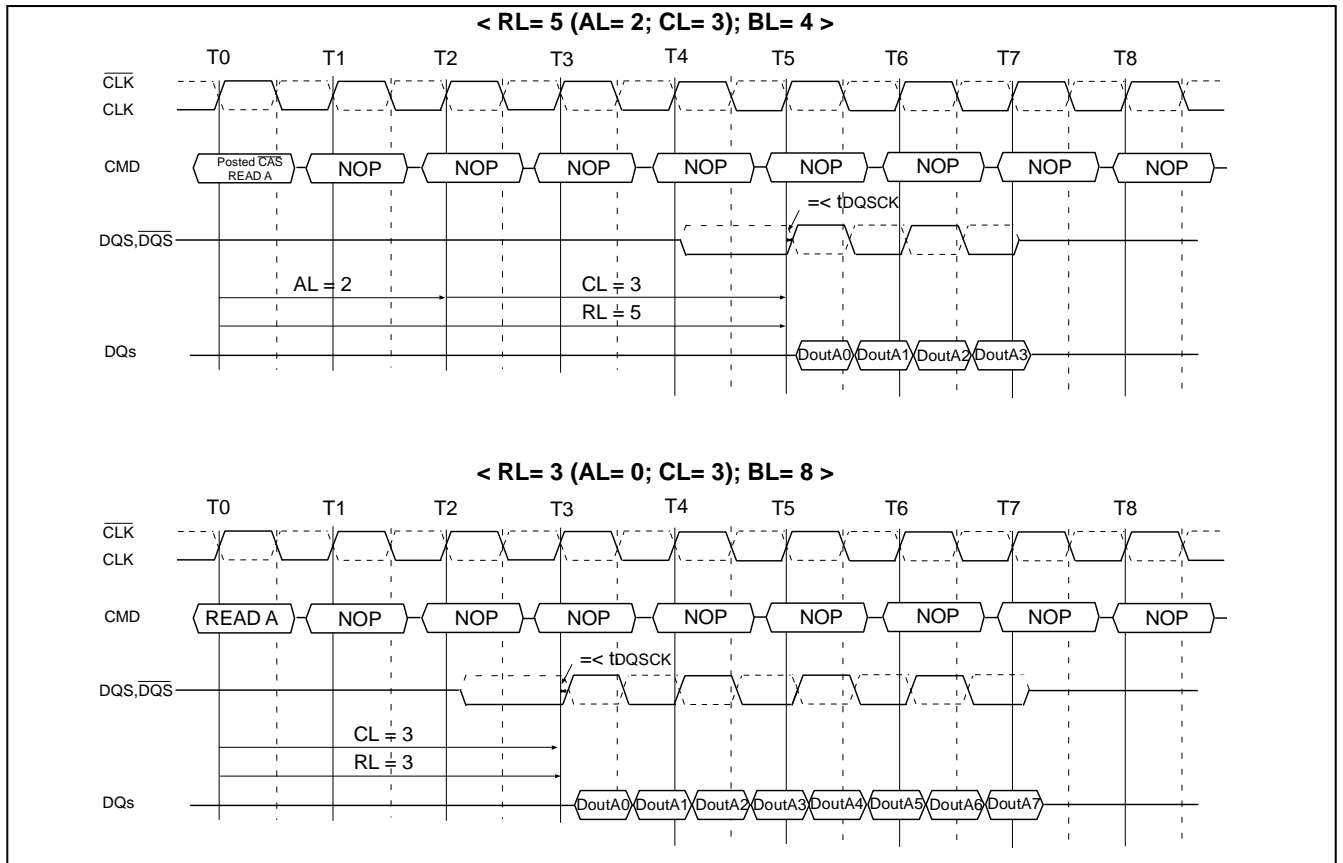 < RL= 5 (AL= 2; CL= 3); BL= 4 >
T0 T1 T2 T3 T4 T5 T6 T7 T8
CLK
CLK
CMD Posted CAS READ A NOP NOP NOP NOP NOP NOP NOP NOP
=< tDQSCK
DQS,DQS
AL = 2 CL = 3
RL = 5
DQs DoutA0 DoutA1 DoutA2 DoutA3
< RL= 3 (AL= 0; CL= 3); BL= 8 >
T0 T1 T2 T3 T4 T5 T6 T7 T8
CLK
CLK
CMD READ A NOP NOP NOP NOP NOP NOP NOP NOP
=< tDQSCK
DQS,DQS
CL = 3
RL = 3
DQs DoutA0 DoutA1 DoutA2 DoutA3 DoutA4 DoutA5 DoutA6 DoutA7